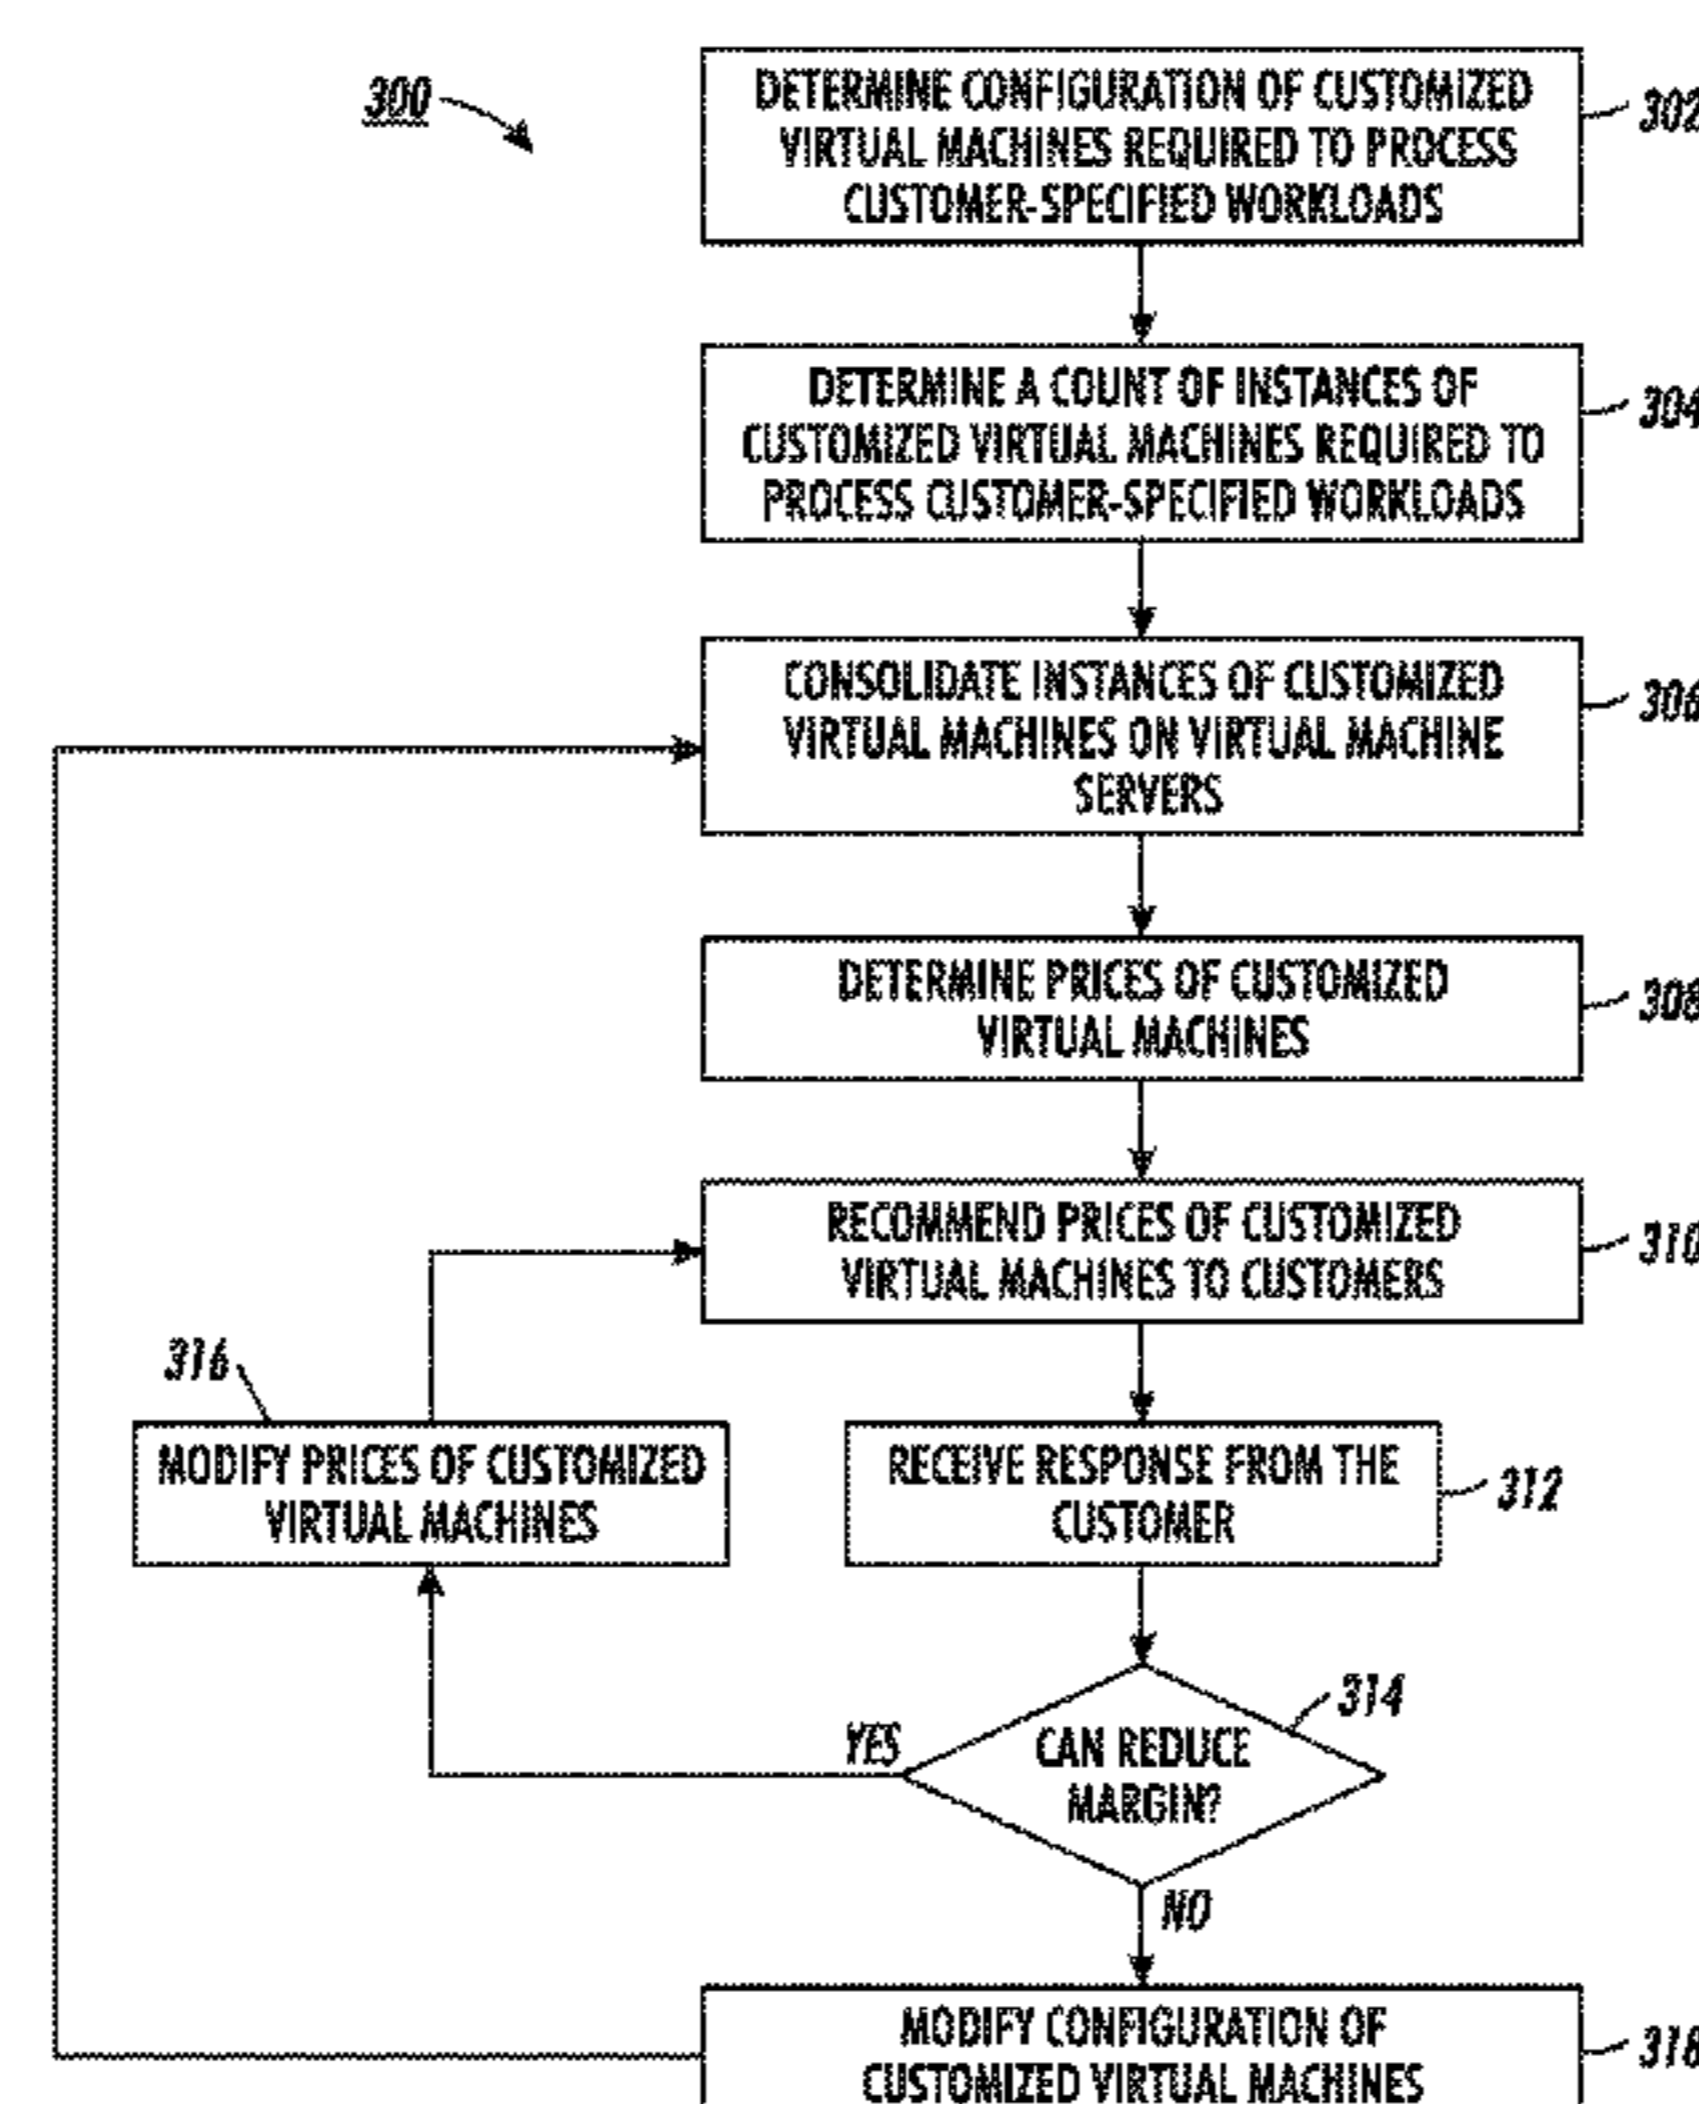 300
DETERMINE CONFIGURATION OF CUSTOMIZED
VIRTUAL MACHINES REQUIRED TO PROCESS
CUSTOMER-SPECIFIED WORKLOADS
302
DETERMINE A COUNT OF INSTANCES OF
CUSTOMIZED VIRTUAL MACHINES REQUIRED TO
PROCESS CUSTOMER-SPECIFIED WORKLOADS
304
CONSOLIDATE INSTANCES OF CUSTOMIZED
VIRTUAL MACHINES ON VIRTUAL MACHINE
SERVERS
306
DETERMINE PRICES OF CUSTOMIZED
VIRTUAL MACHINES
308
RECOMMEND PRICES OF CUSTOMIZED
VIRTUAL MACHINES TO CUSTOMERS
310
316
MODIFY PRICES OF CUSTOMIZED
VIRTUAL MACHINES
RECEIVE RESPONSE FROM THE
CUSTOMER
312
314
YES
CAN REDUCE
MARGIN?
NO
MODIFY CONFIGURATION OF
CUSTOMIZED VIRTUAL MACHINES
318